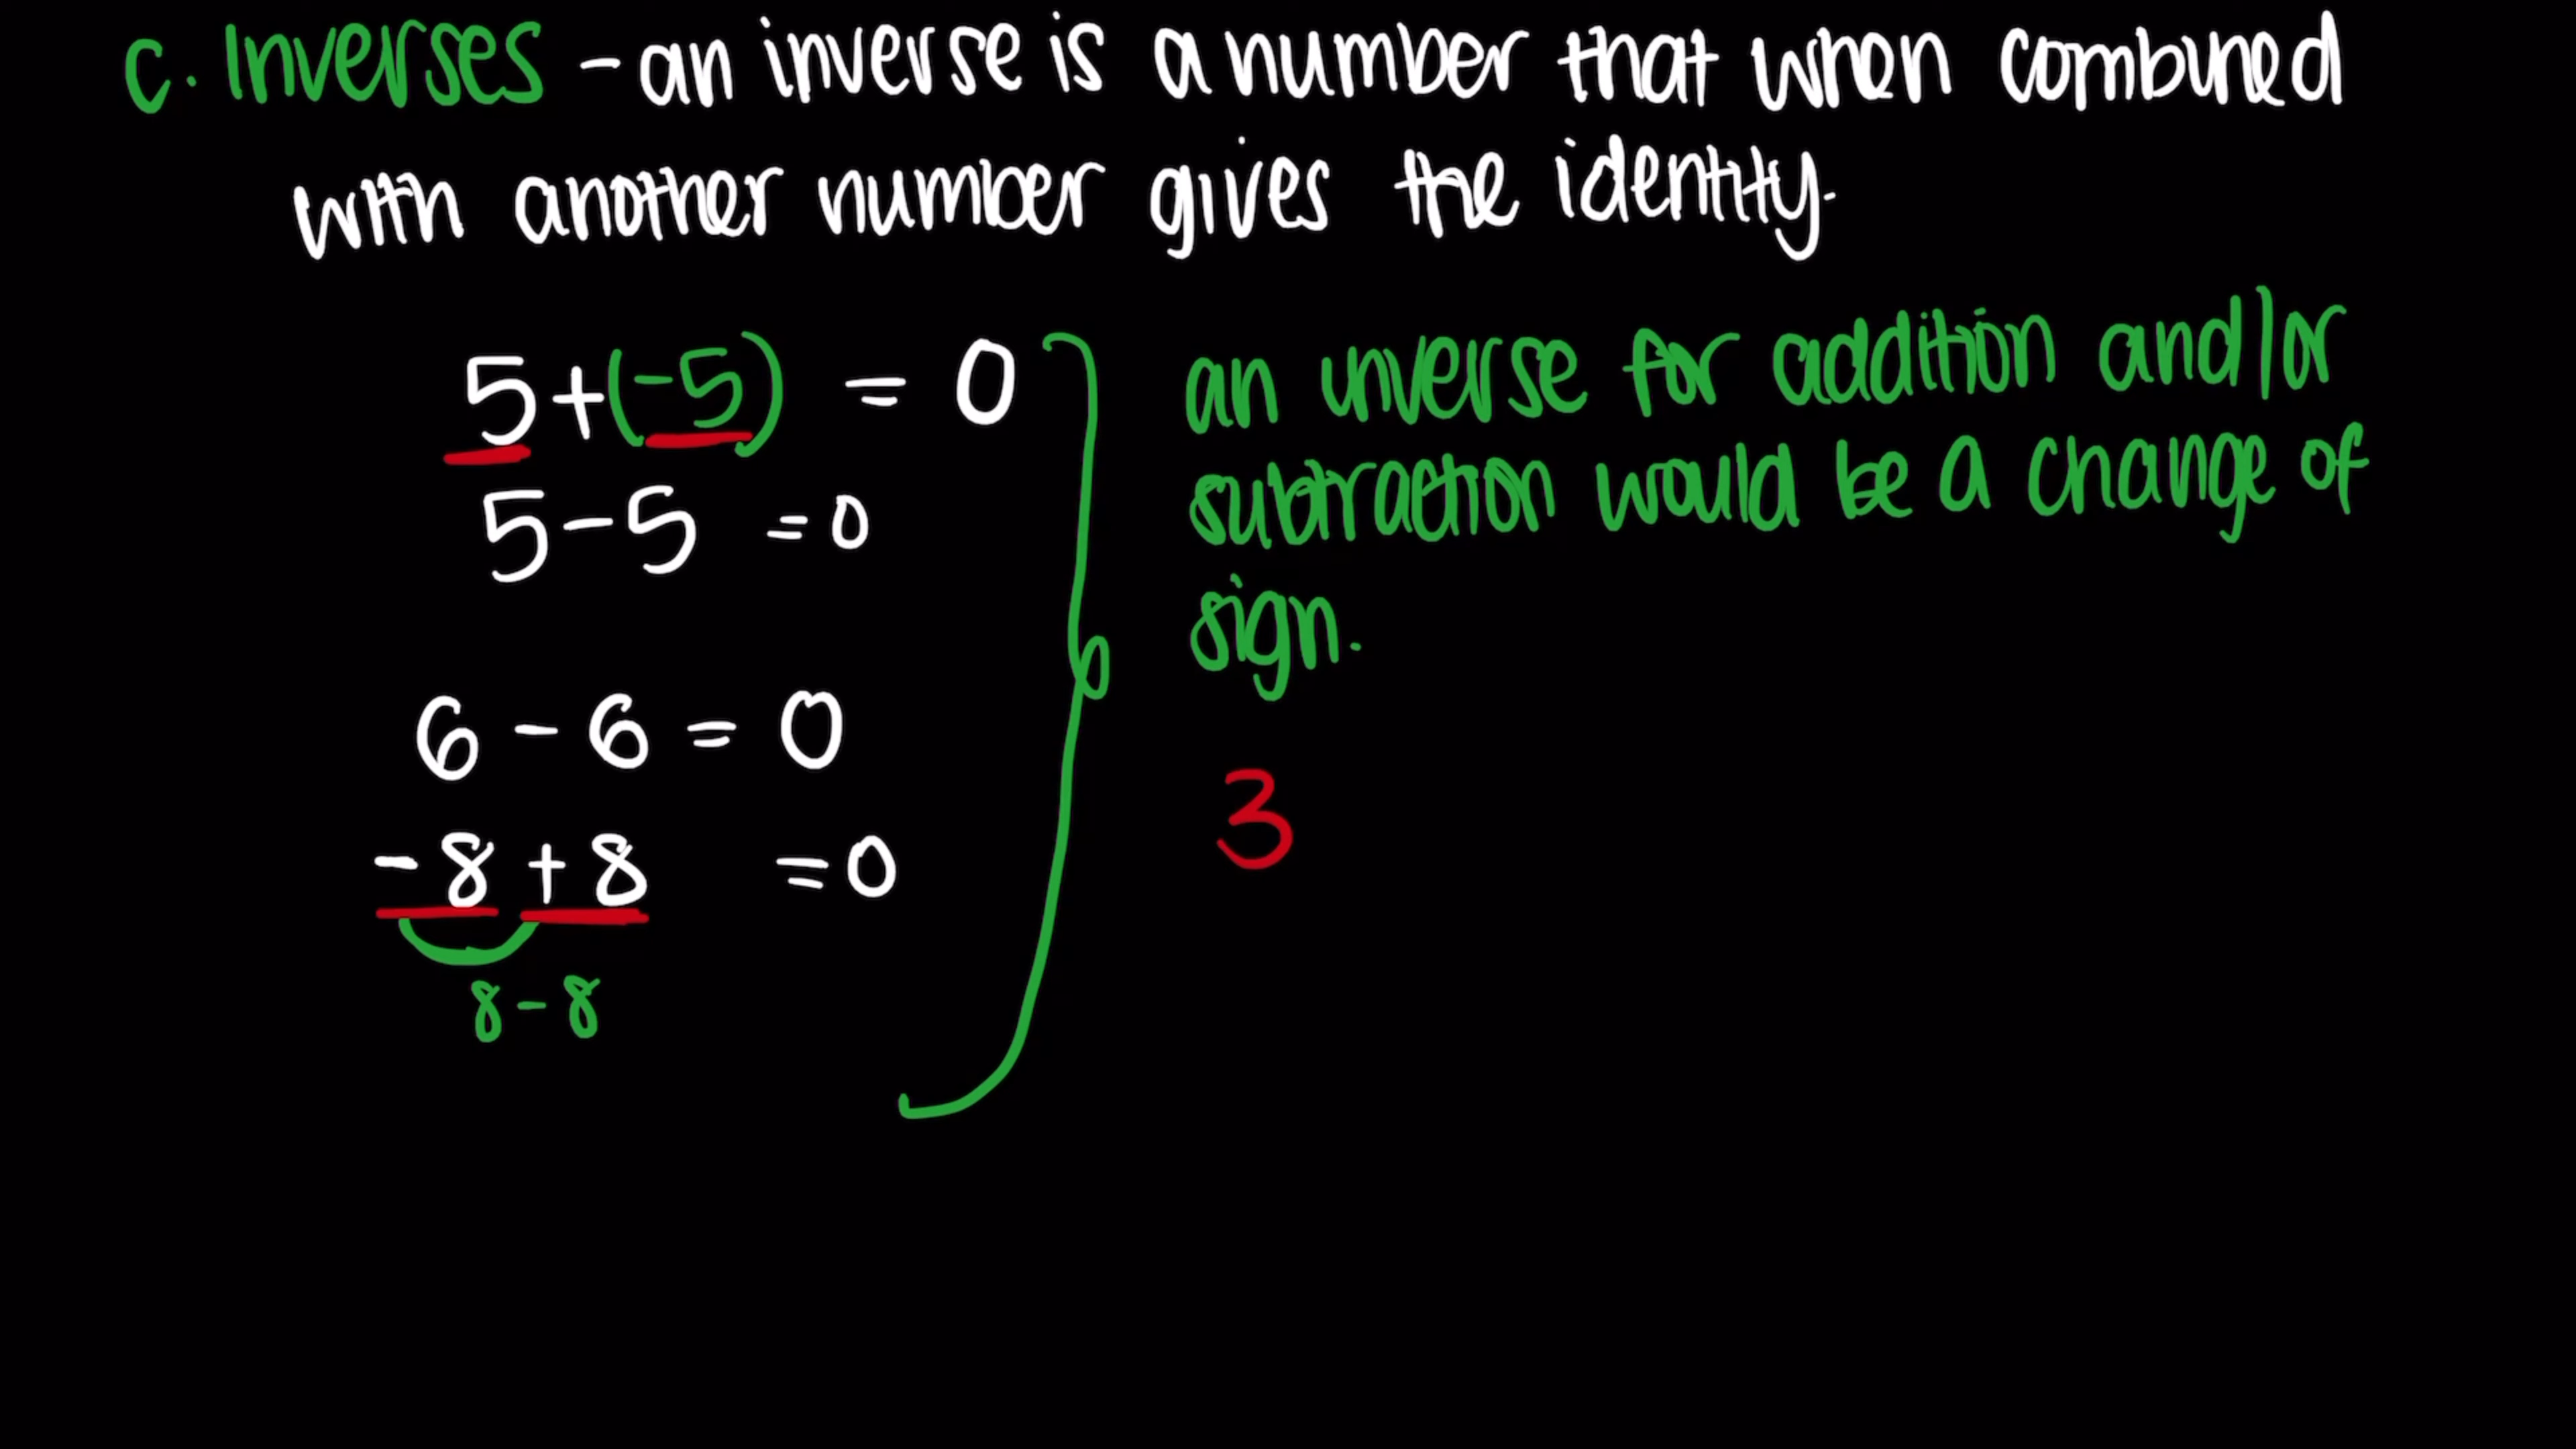 c. Inverses - an inverse is a number that when combined
with another number gives the identity.
5+(-5) = 0
5-5 =0
6 - 6 = 0
-8 +8 =0
8-8
an inverse for addition and/or
subtraction would be a change of
sign.
3